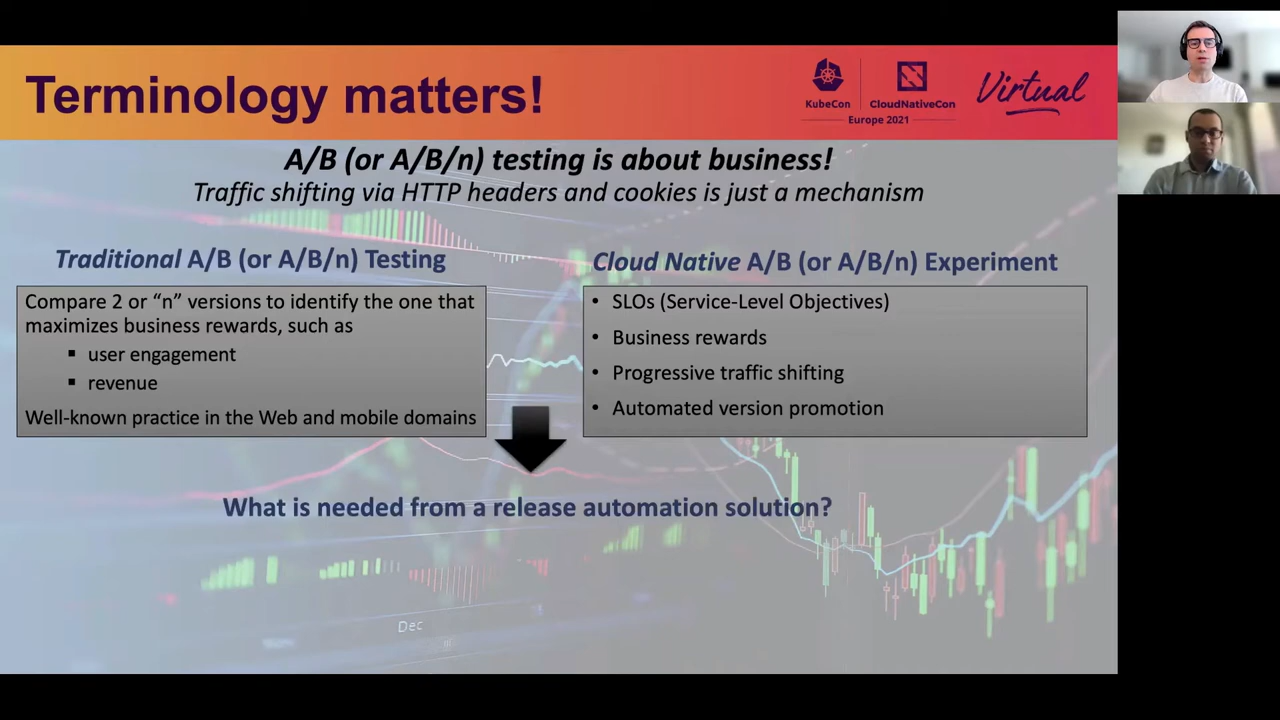 Terminology matters!
KubeCon
CloudNativeCon
Europe 2021
Virtual
A/B (or A/B/n) testing is about business!
Traffic shifting via HTTP headers and cookies is just a mechanism
Traditional A/B (or A/B/n) Testing
Compare 2 or “n” versions to identify the one that
maximizes business rewards, such as
▪ user engagement
▪ revenue
Well-known practice in the Web and mobile domains
Cloud Native A/B (or A/B/n) Experiment
• SLOs (Service-Level Objectives)
• Business rewards
• Progressive traffic shifting
• Automated version promotion
What is needed from a release automation solution?
Dec